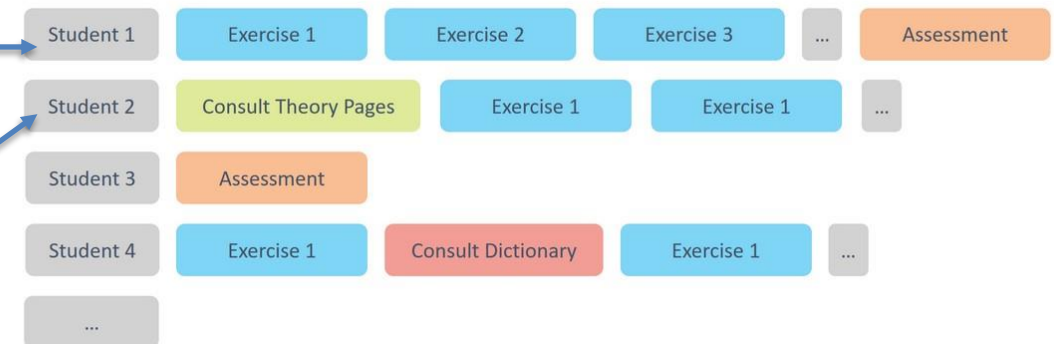 Student 1 Exercise 1 Exercise 2 Exercise 3 ... Assessment
Student 2 Consult Theory Pages Exercise 1 Exercise 1 ...
Student 3 Assessment
Student 4 Exercise 1 Consult Dictionary Exercise 1 ...
...